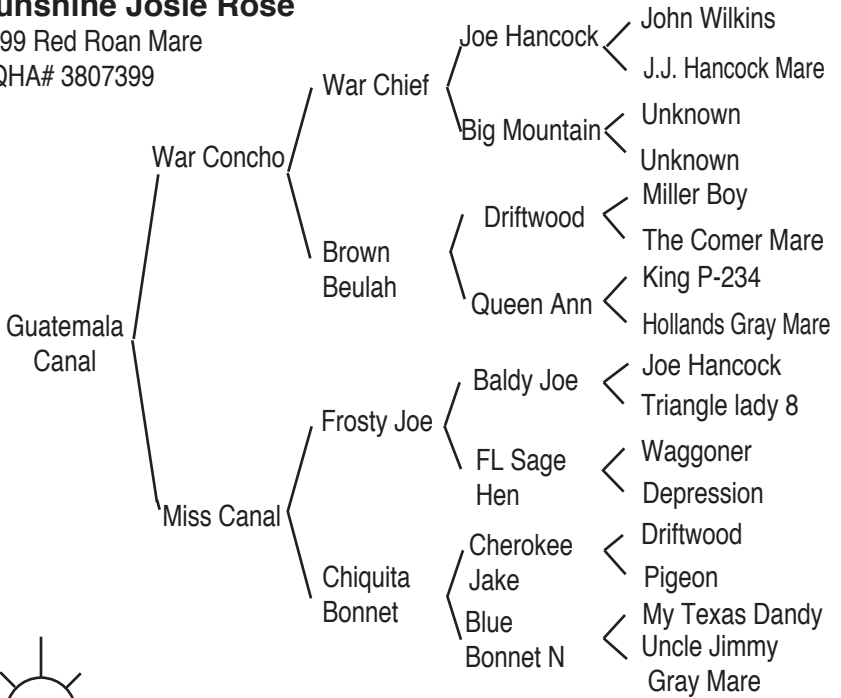 unshine Josie Rose
99 Red Roan Mare
QHA# 3807399
Guatemala
Canal
War Concho
Miss Canal
War Chief
Brown
Beulah
Frosty Joe
Chiquita
Bonnet
Joe Hancock
Big Mountain
Driftwood
Queen Ann
Baldy Joe
FL Sage
Hen
Cherokee
Jake
Blue
Bonnet N
John Wilkins
J.J. Hancock Mare
Unknown
Unknown
Miller Boy
The Comer Mare
King P-234
Hollands Gray Mare
Joe Hancock
Triangle lady 8
Waggoner
Depression
Driftwood
Pigeon
My Texas Dandy
Uncle Jimmy
Gray Mare